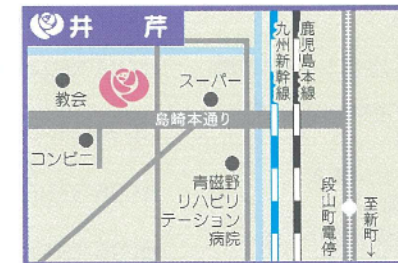 井 芹
教会
スーパー
島崎本通り
コンビニ
青磁野
リハビリ
テーション
病院
九州新幹線
鹿児島本線
段山町電停
至新町↓